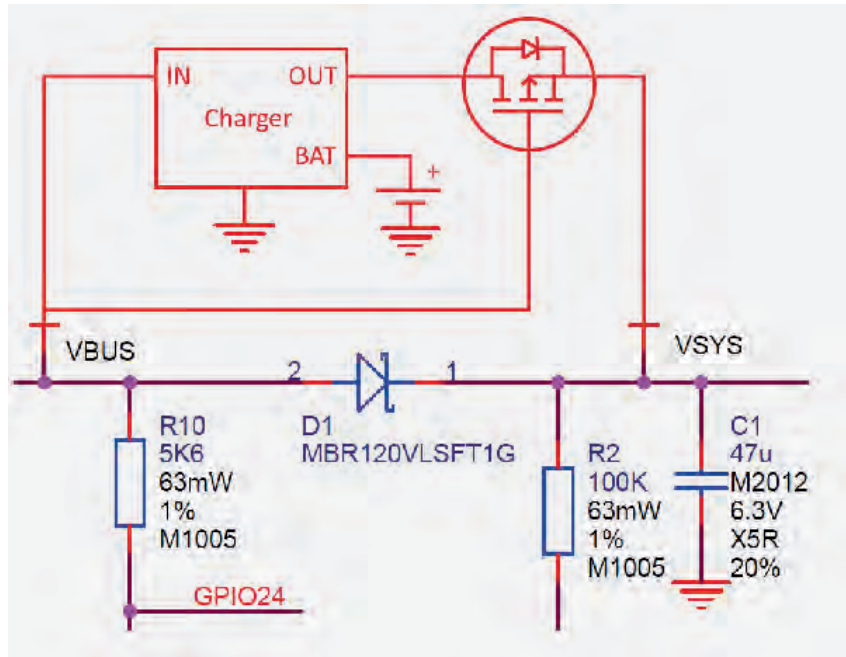 IN
OUT
Charger
BAT
+
VBUS
VSYS
2
1
R10
5K6
63mW
1%
M1005
D1
MBR120VLSFT1G
R2
100K
63mW
1%
M1005
C1
47u
M2012
6.3V
X5R
20%
GPIO24